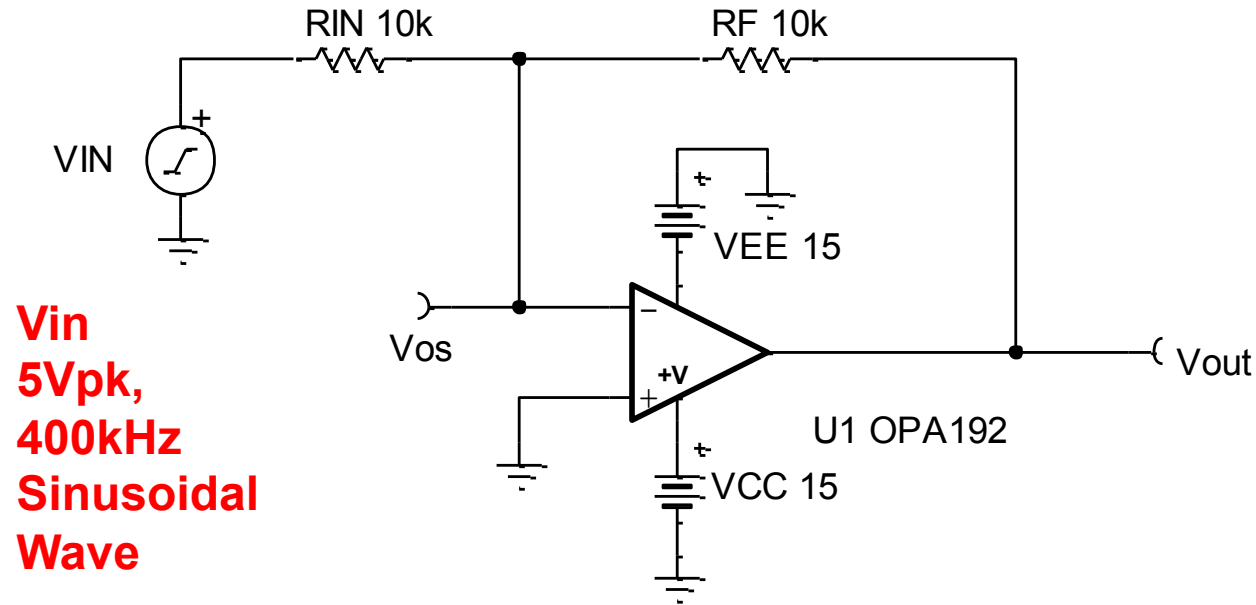 RIN 10k
RF 10k
+
VIN
+-
VEE 15
Vin
5Vpk,
400kHz
Sinusoidal
Wave
Vos
−
+V
+
Vout
U1 OPA192
+-
VCC 15